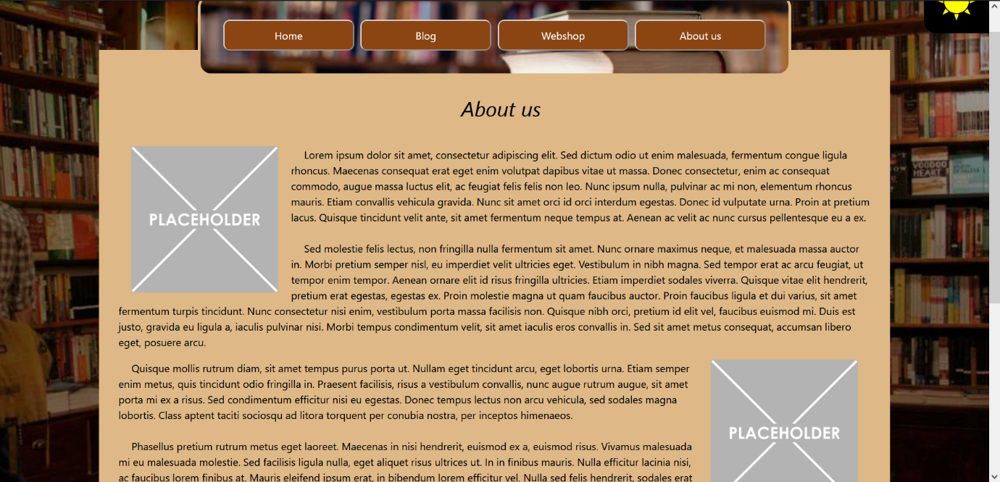 Home Blog Webshop About us
About us
Lorem ipsum dolor sit amet, consectetur adipiscing elit. Sed dictum odio ut enim malesuada, fermentum congue ligula
rhoncus. Maecenas consequat erat eget enim volutpat dapibus vitae ut massa. Donec consectetur, enim ac consequat
commodo, augue massa luctus elit, ac feugiat felis felis non leo. Nunc ipsum nulla, pulvinar ac mi non, elementum rhoncus
mauris. Etiam convallis vehicula gravida. Nunc sit amet orci id orci interdum egestas. Donec id vulputate urna. Proin at pretium
lacus. Quisque tincidunt velit ante, sit amet fermentum neque tempus at. Aenean ac velit ac nunc cursus pellentesque eu a ex.
PLACEHOLDER
Sed molestie felis lectus, non fringilla nulla fermentum sit amet. Nunc ornare maximus neque, et malesuada massa auctor
in. Morbi pretium semper nisl, eu imperdiet velit ultricies eget. Vestibulum in nibh magna. Sed tempor erat ac arcu feugiat, ut
tempor enim tempor. Aenean ornare elit id risus fringilla ultricies. Etiam imperdiet sodales viverra. Quisque vitae elit hendrerit,
pretium erat egestas, egestas ex. Proin molestie magna ut quam faucibus auctor. Proin faucibus ligula et dui varius, sit amet
fermentum turpis tincidunt. Nunc consectetur nisi enim, vestibulum porta massa facilisis non. Quisque nibh orci, pretium id elit vel, faucibus euismod mi. Duis est
justo, gravida eu ligula a, iaculis pulvinar nisi. Morbi tempus condimentum velit, sit amet iaculis eros convallis in. Sed sit amet metus consequat, accumsan libero
eget, posuere arcu.
Quisque mollis rutrum diam, sit amet tempus purus porta ut. Nullam eget tincidunt arcu, eget lobortis urna. Etiam semper
enim metus, quis tincidunt odio fringilla in. Praesent facilisis, risus a vestibulum convallis, nunc augue rutrum augue, sit amet
porta mi ex a risus. Sed condimentum efficitur nisi eu egestas. Donec tempus lectus non arcu vehicula, sed sodales magna
lobortis. Class aptent taciti sociosqu ad litora torquent per conubia nostra, per inceptos himenaeos.
PLACEHOLDER
Phasellus pretium rutrum metus eget laoreet. Maecenas in nisi hendrerit, euismod ex a, euismod risus. Vivamus malesuada
mi eu malesuada molestie. Sed facilisis ligula nulla, eget aliquet risus ultrices ut. In in finibus mauris. Nulla efficitur lacinia nisi,
ac faucibus lorem finibus at. Mauris eleifend ipsum erat, in bibendum lorem efficitur vel. Nulla sed felis hendrerit, sodales erat
VOODOO
HEART